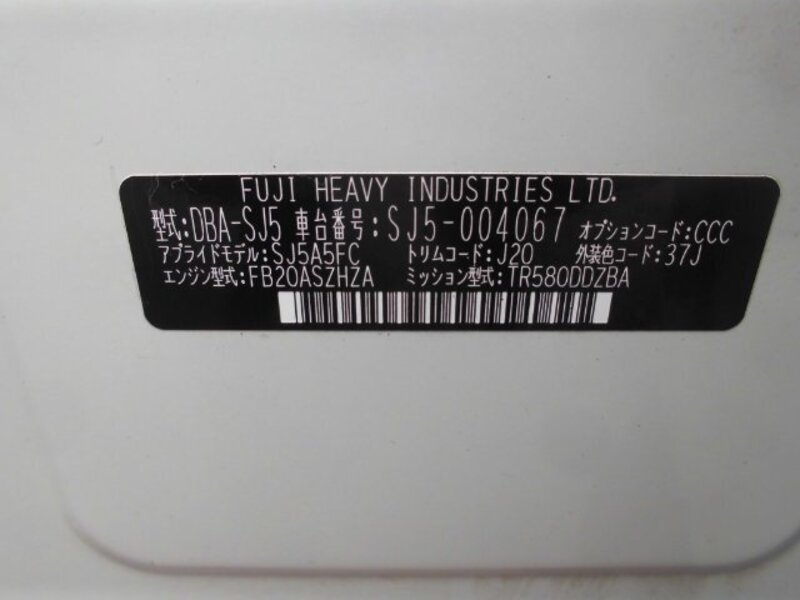 FUJI HEAVY INDUSTRIES LTD.
型式:DBA-SJ5 車台番号:SJ5-004067 オプションコード:CCC
アプライドモデル:SJ5A5FC トリムコード:J20 外装色コード:37J
エンジン型式:FB20ASZHZA ミッション型式:TR580DDZBA